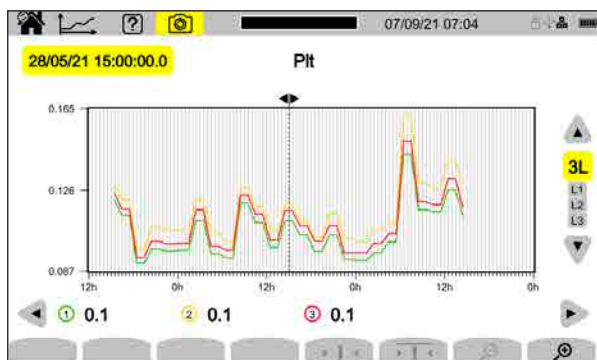 ? 07/09/21 07:04
28/05/21 15:00:00.0 Plt
0.165
0.126
0.087
12h 0h 12h 0h 12h 0h
3L
L1
L2
L3
1 0.1 2 0.1 3 0.1